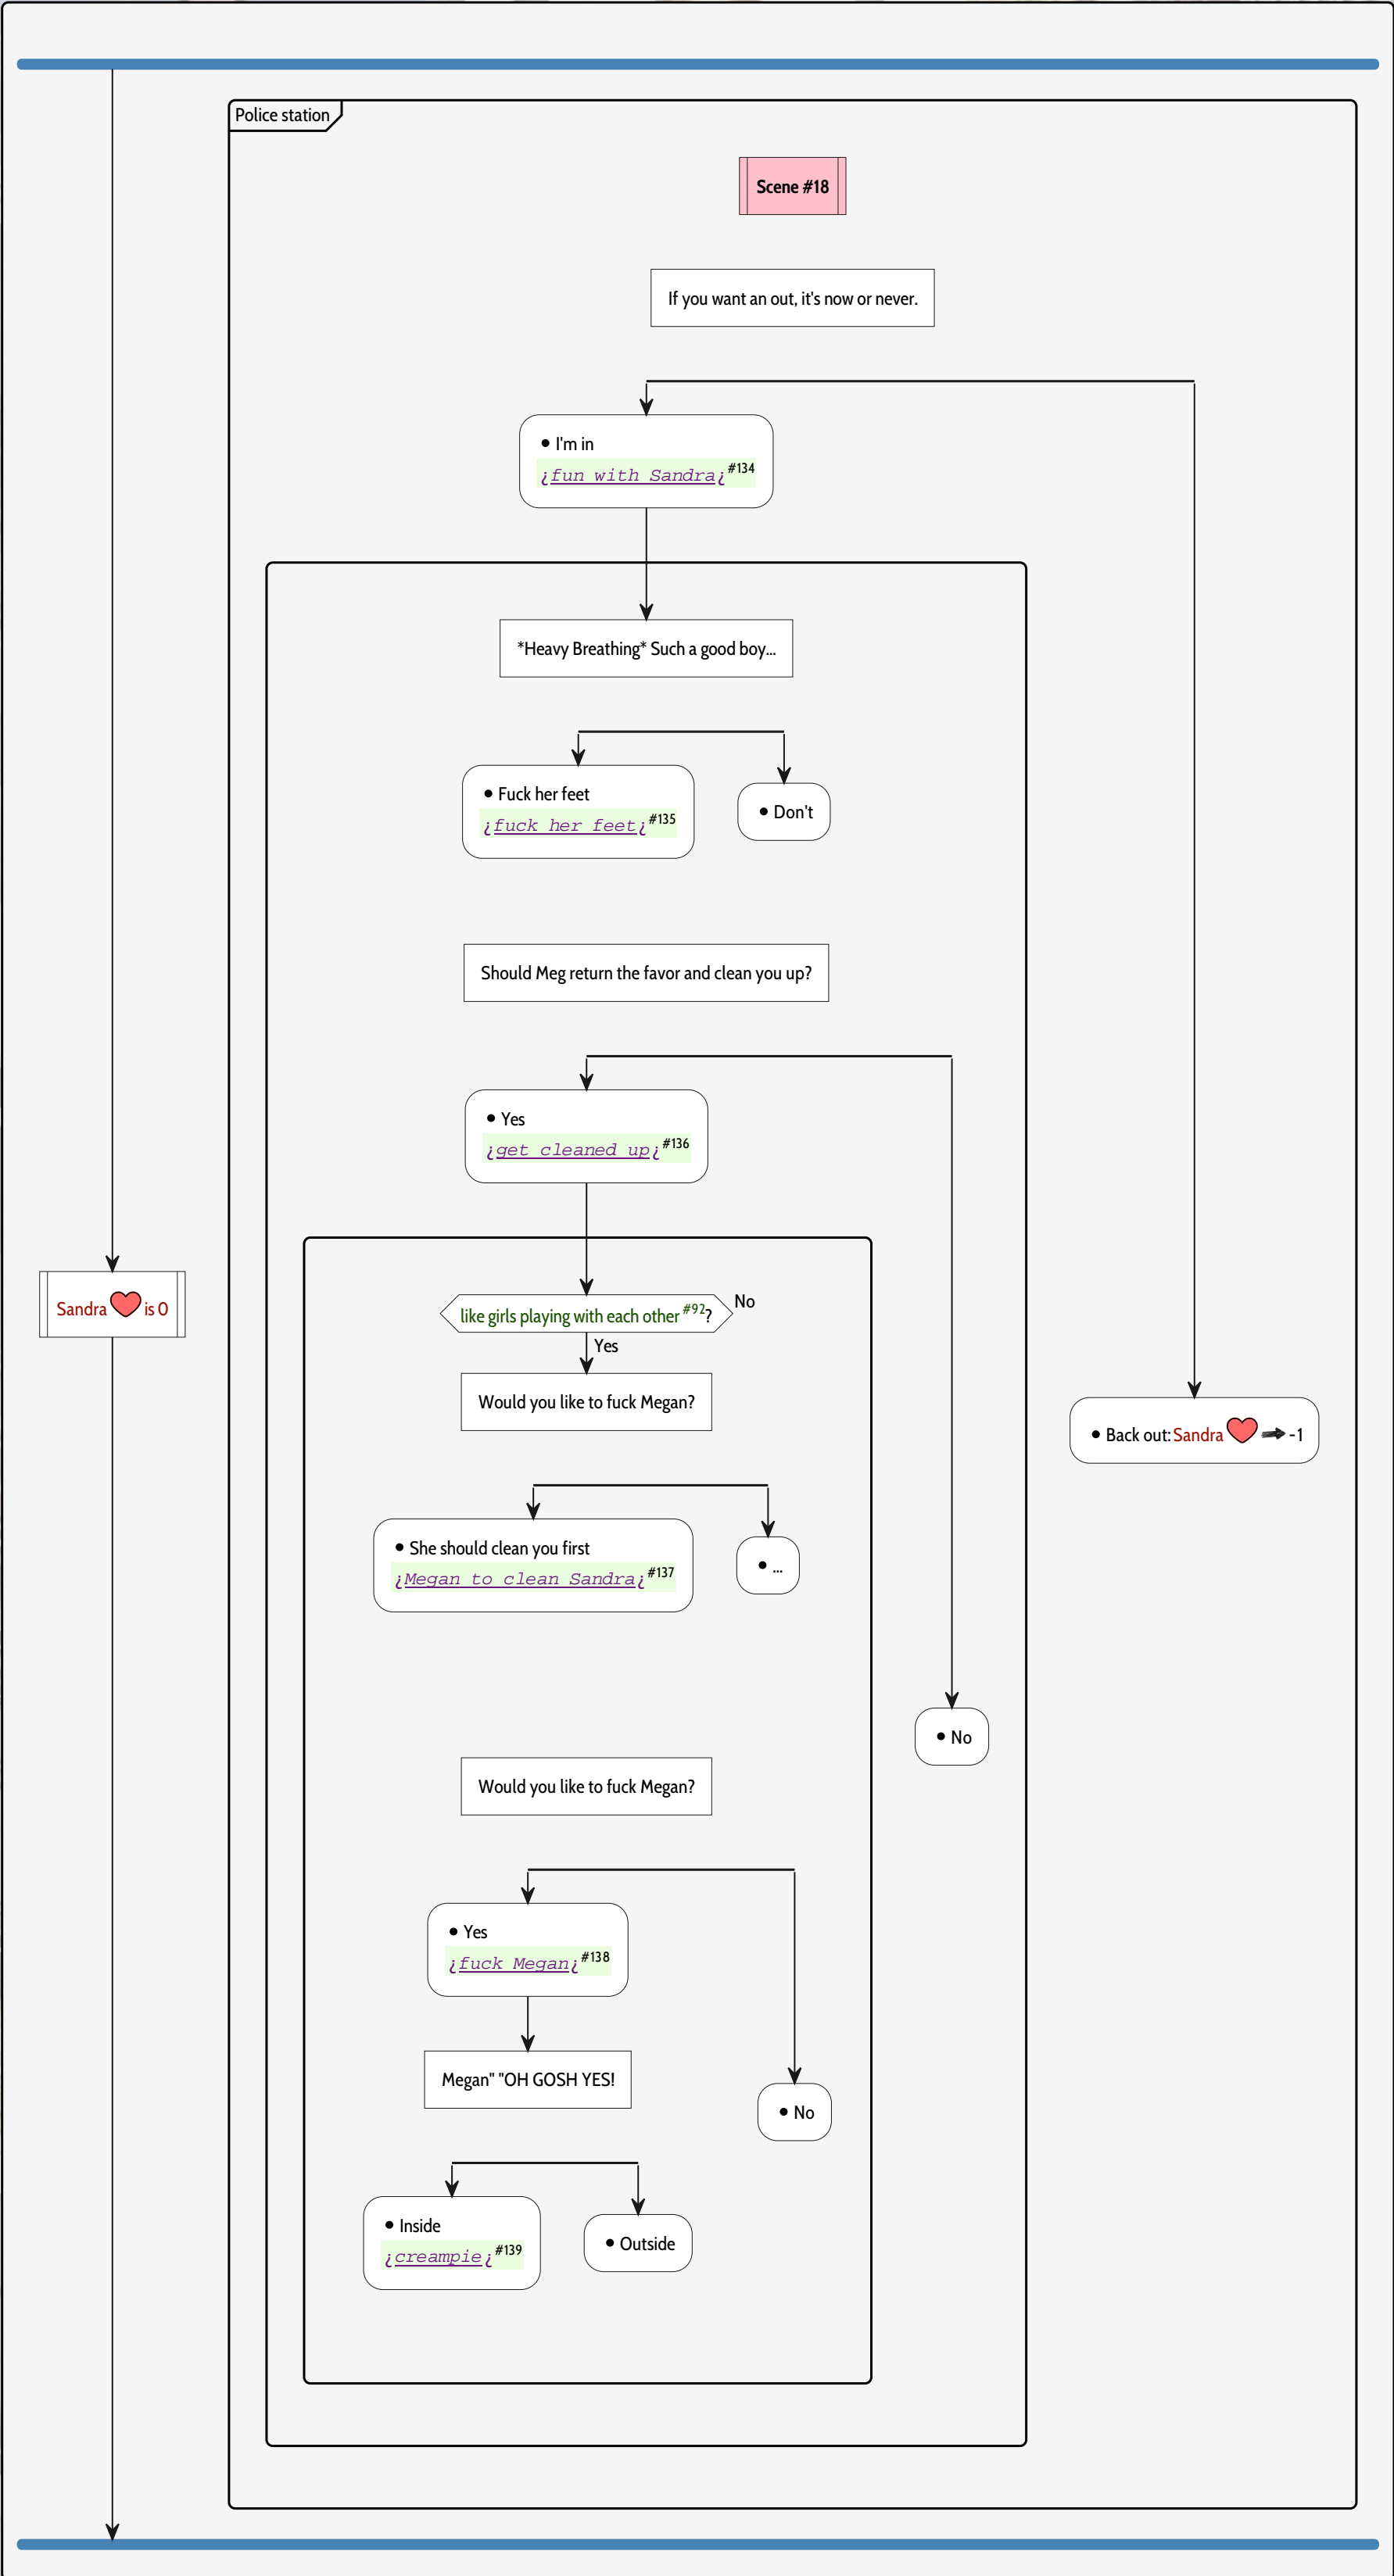 Police station
Scene #18
If you want an out, it's now or never.
• I'm in
¿fun with Sandra¿#134
*Heavy Breathing* Such a good boy...
• Fuck her feet
¿fuck her feet¿#135
• Don't
Should Meg return the favor and clean you up?
• Yes
¿get cleaned up¿#136
Sandra ❤ is 0
like girls playing with each other #92?
No
Yes
Would you like to fuck Megan?
• Back out: Sandra ❤ ➡ -1
• She should clean you first
¿Megan to clean Sandra¿#137
• ...
• No
Would you like to fuck Megan?
• Yes
¿fuck Megan¿#138
Megan" "OH GOSH YES!
• No
• Inside
¿creampie¿#139
• Outside